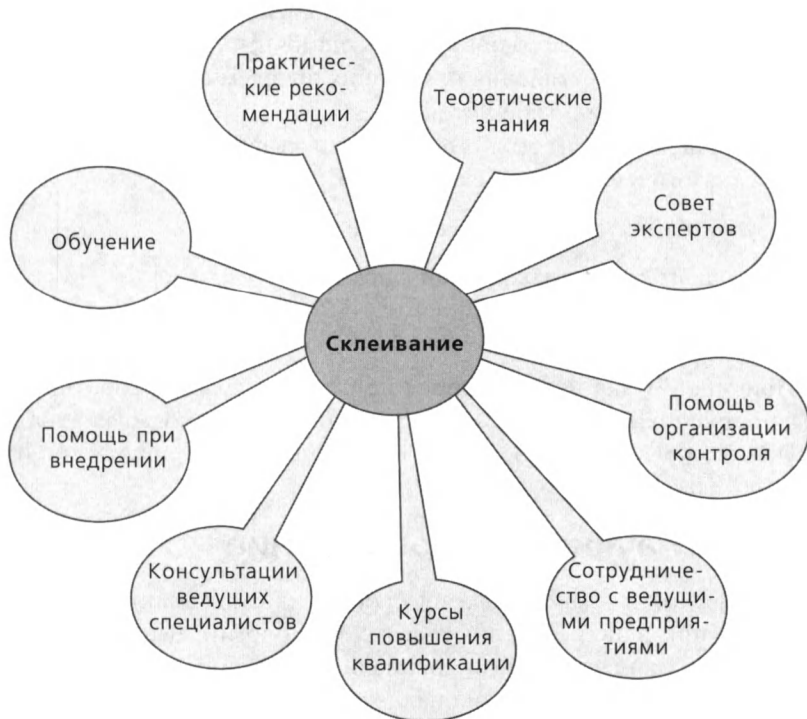 Практичес-
кие реко-
мендации
Теоретические
знания
Совет
экспертов
Обучение
Склеивание
Помощь при
внедрении
Помощь в
организации
контроля
Консультации
ведущих
специалистов
Курсы
повышения
квалификации
Сотрудниче-
ство с ведущи-
ми предприя-
тиями